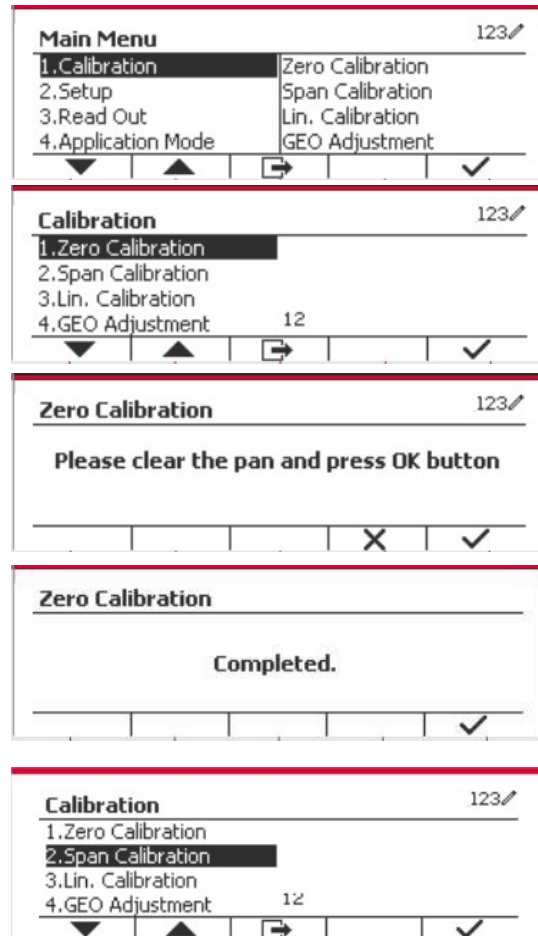 Main Menu 123
1.Calibration Zero Calibration
2.Setup Span Calibration
3.Read Out Lin. Calibration
4.Application Mode GEO Adjustment
Calibration 123
1.Zero Calibration
2.Span Calibration
3.Lin. Calibration
4.GEO Adjustment 12
Zero Calibration 123
Please clear the pan and press OK button
Zero Calibration
Completed.
Calibration 123
1.Zero Calibration
2.Span Calibration
3.Lin. Calibration
4.GEO Adjustment 12